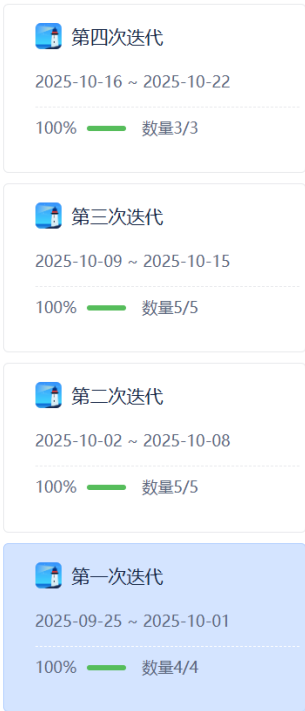 第四次迭代
2025-10-16 ~ 2025-10-22
100% 数量3/3
第三次迭代
2025-10-09 ~ 2025-10-15
100% 数量5/5
第二次迭代
2025-10-02 ~ 2025-10-08
100% 数量5/5
第一次迭代
2025-09-25 ~ 2025-10-01
100% 数量4/4